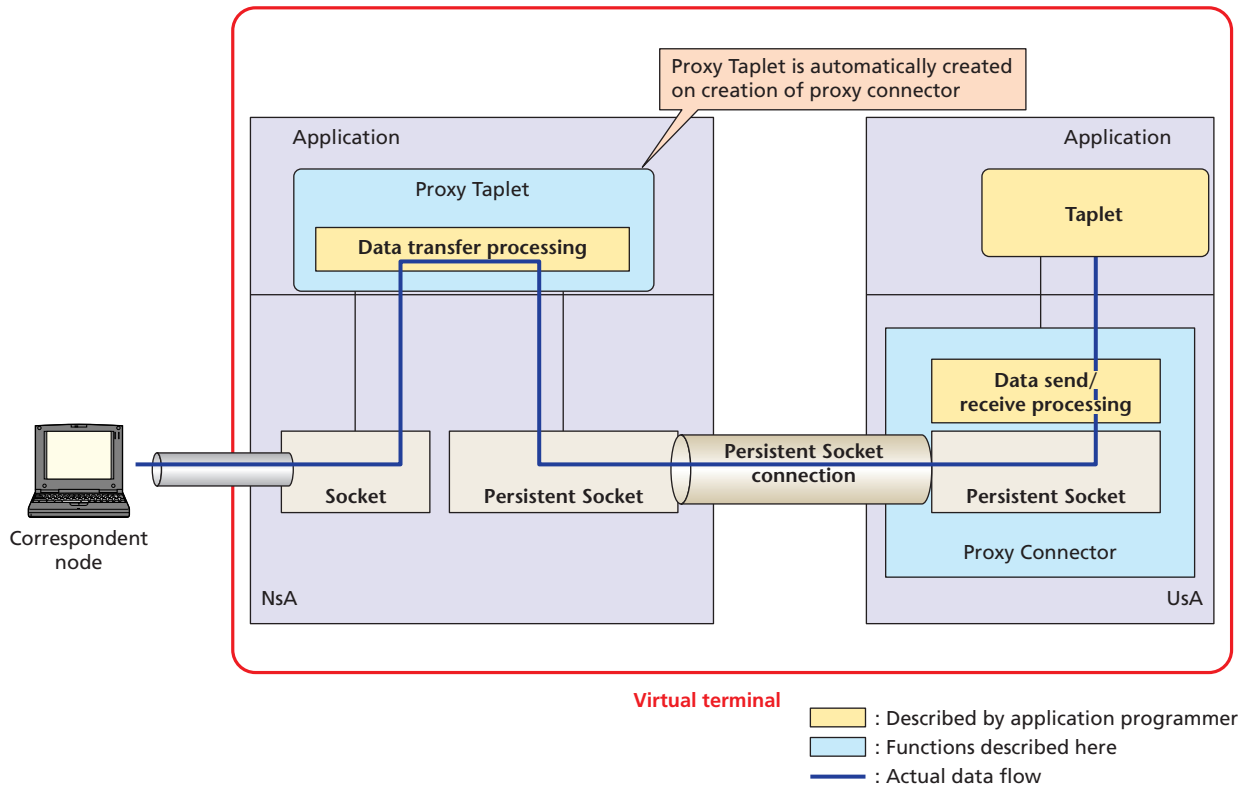 Proxy Taplet is automatically created
on creation of proxy connector
Application
Proxy Taplet
Data transfer processing
Application
Taplet
Data send/
receive processing
Socket
Persistent Socket
Persistent Socket
connection
Persistent Socket
Proxy Connector
Correspondent
node
NsA
UsA
Virtual terminal
: Described by application programmer
: Functions described here
: Actual data flow